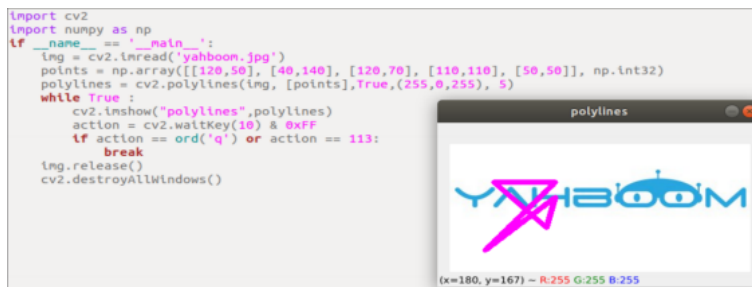 import cv2
import numpy as np
if __name__ == '__main__':
    img = cv2.imread('yahboom.jpg')
    points = np.array([[120,50], [40,140], [120,70], [110,110], [50,50]], np.int32)
    polylines = cv2.polylines(img, [points],True,(255,0,255), 5)
    while True :
        cv2.imshow("polylines",polylines)
        action = cv2.waitKey(10) & 0xFF
        if action == ord('q') or action == 113:
            break
    img.release()
    cv2.destroyAllWindows()
polylines
YAHBOOM
(x=180, y=167) ~ R:255 G:255 B:255